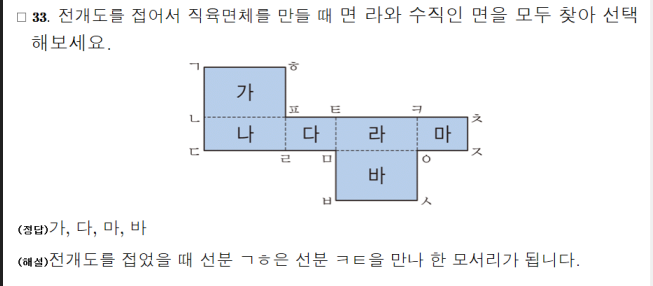 □ 33. 전개도를 접어서 직육면체를 만들 때 면 라와 수직인 면을 모두 찾아 선택
해보세요.
ㄱ ㅎ
가
ㅍ ㅌ ㅋ
ㄴ ㅊ
나 다 라 마
ㄷ ㄹ ㅁ ㅇ ㅈ
바
ㅂ ㅅ
(정답)가, 다, 마, 바
(해설)전개도를 접었을 때 선분 ㄱㅎ은 선분 ㅋㅌ을 만나 한 모서리가 됩니다.